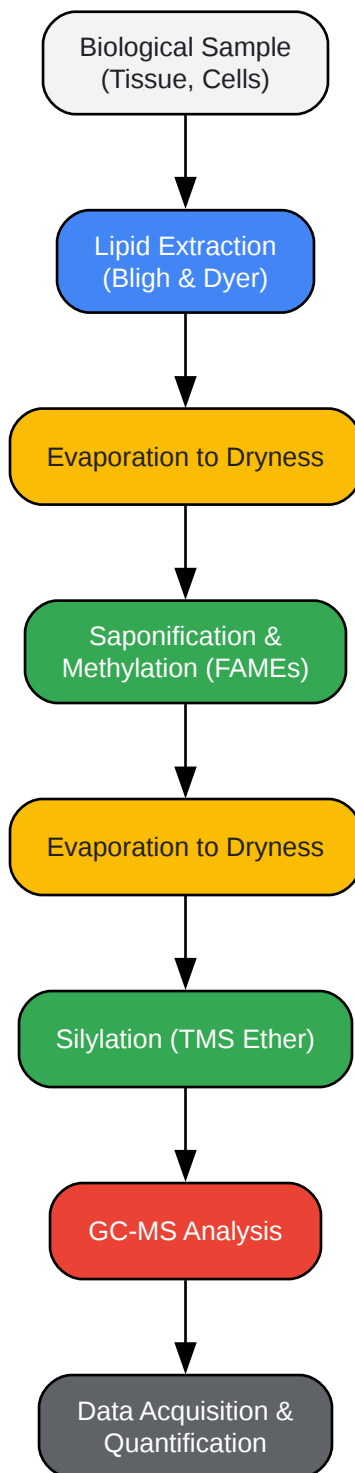 Biological Sample
(Tissue, Cells)
Lipid Extraction
(Bligh & Dyer)
Evaporation to Dryness
Saponification &
Methylation (FAMEs)
Evaporation to Dryness
Silylation (TMS Ether)
GC-MS Analysis
Data Acquisition &
Quantification